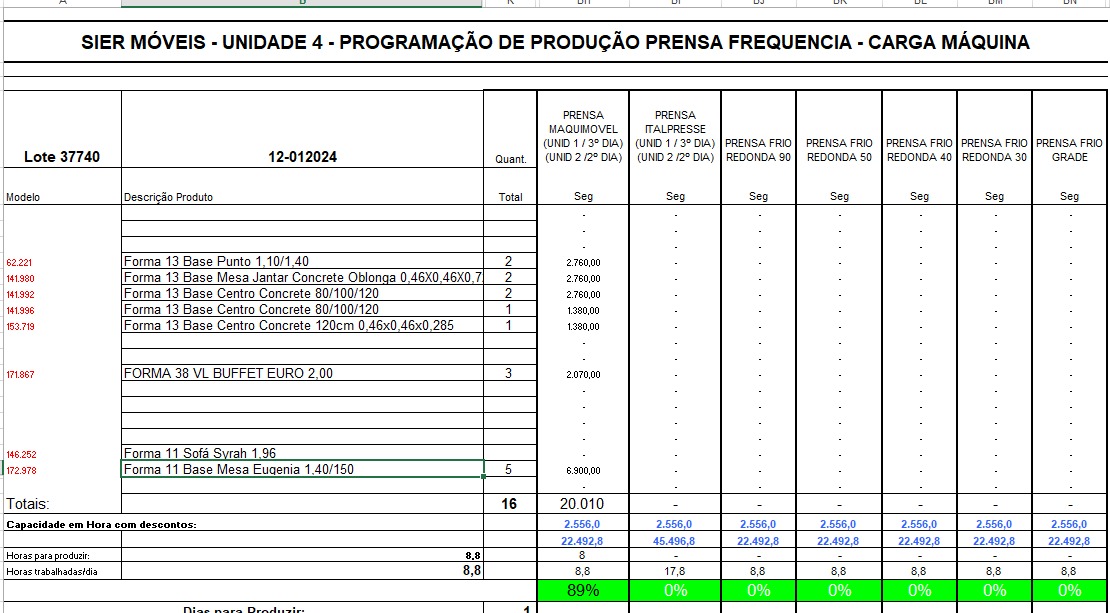 SIER MÓVEIS - UNIDADE 4 - PROGRAMAÇÃO DE PRODUÇÃO PRENSA FREQUENCIA - CARGA MÁQUINA
Lote 37740 12-012024 Quant. PRENSA MAQUIMOVEL (UNID 1 / 3º DIA) (UNID 2 /2º DIA) PRENSA ITALPRESSE (UNID 1 / 3º DIA) (UNID 2 /2º DIA) PRENSA FRIO REDONDA 90 PRENSA FRIO REDONDA 50 PRENSA FRIO REDONDA 40 PRENSA FRIO REDONDA 30 PRENSA FRIO GRADE
Modelo Descrição Produto Total Seg Seg Seg Seg Seg Seg Seg
- - - - - - -
- - - - - - -
- - - - - - -
62.221 Forma 13 Base Punto 1,10/1,40 2 2.760,00 - - - - - -
141.980 Forma 13 Base Mesa Jantar Concrete Oblonga 0,46X0,46X0,7 2 2.760,00 - - - - - -
141.992 Forma 13 Base Centro Concrete 80/100/120 2 2.760,00 - - - - - -
141.996 Forma 13 Base Centro Concrete 80/100/120 1 1.380,00 - - - - - -
153.719 Forma 13 Base Centro Concrete 120cm 0,46x0,46x0,285 1 1.380,00 - - - - - -
- - - - - - -
- - - - - - -
171.867 FORMA 38 VL BUFFET EURO 2,00 3 2.070,00 - - - - - -
- - - - - - -
- - - - - - -
- - - - - - -
- - - - - - -
146.252 Forma 11 Sofá Syrah 1,96 - - - - - - -
172.978 Forma 11 Base Mesa Eugenia 1,40/150 5 6.900,00 - - - - - -
- - - - - - -
Totais: 16 20.010 - - - - - -
Capacidade em Hora com descontos: 2.556,0 2.556,0 2.556,0 2.556,0 2.556,0 2.556,0 2.556,0
22.492,8 45.496,8 22.492,8 22.492,8 22.492,8 22.492,8 22.492,8
Horas para produzir: 8,8 8 - - - - - -
Horas trabalhadas/dia 8,8 8,8 17,8 8,8 8,8 8,8 8,8 8,8
89% 0% 0% 0% 0% 0% 0%
Dias para Produzir: 1